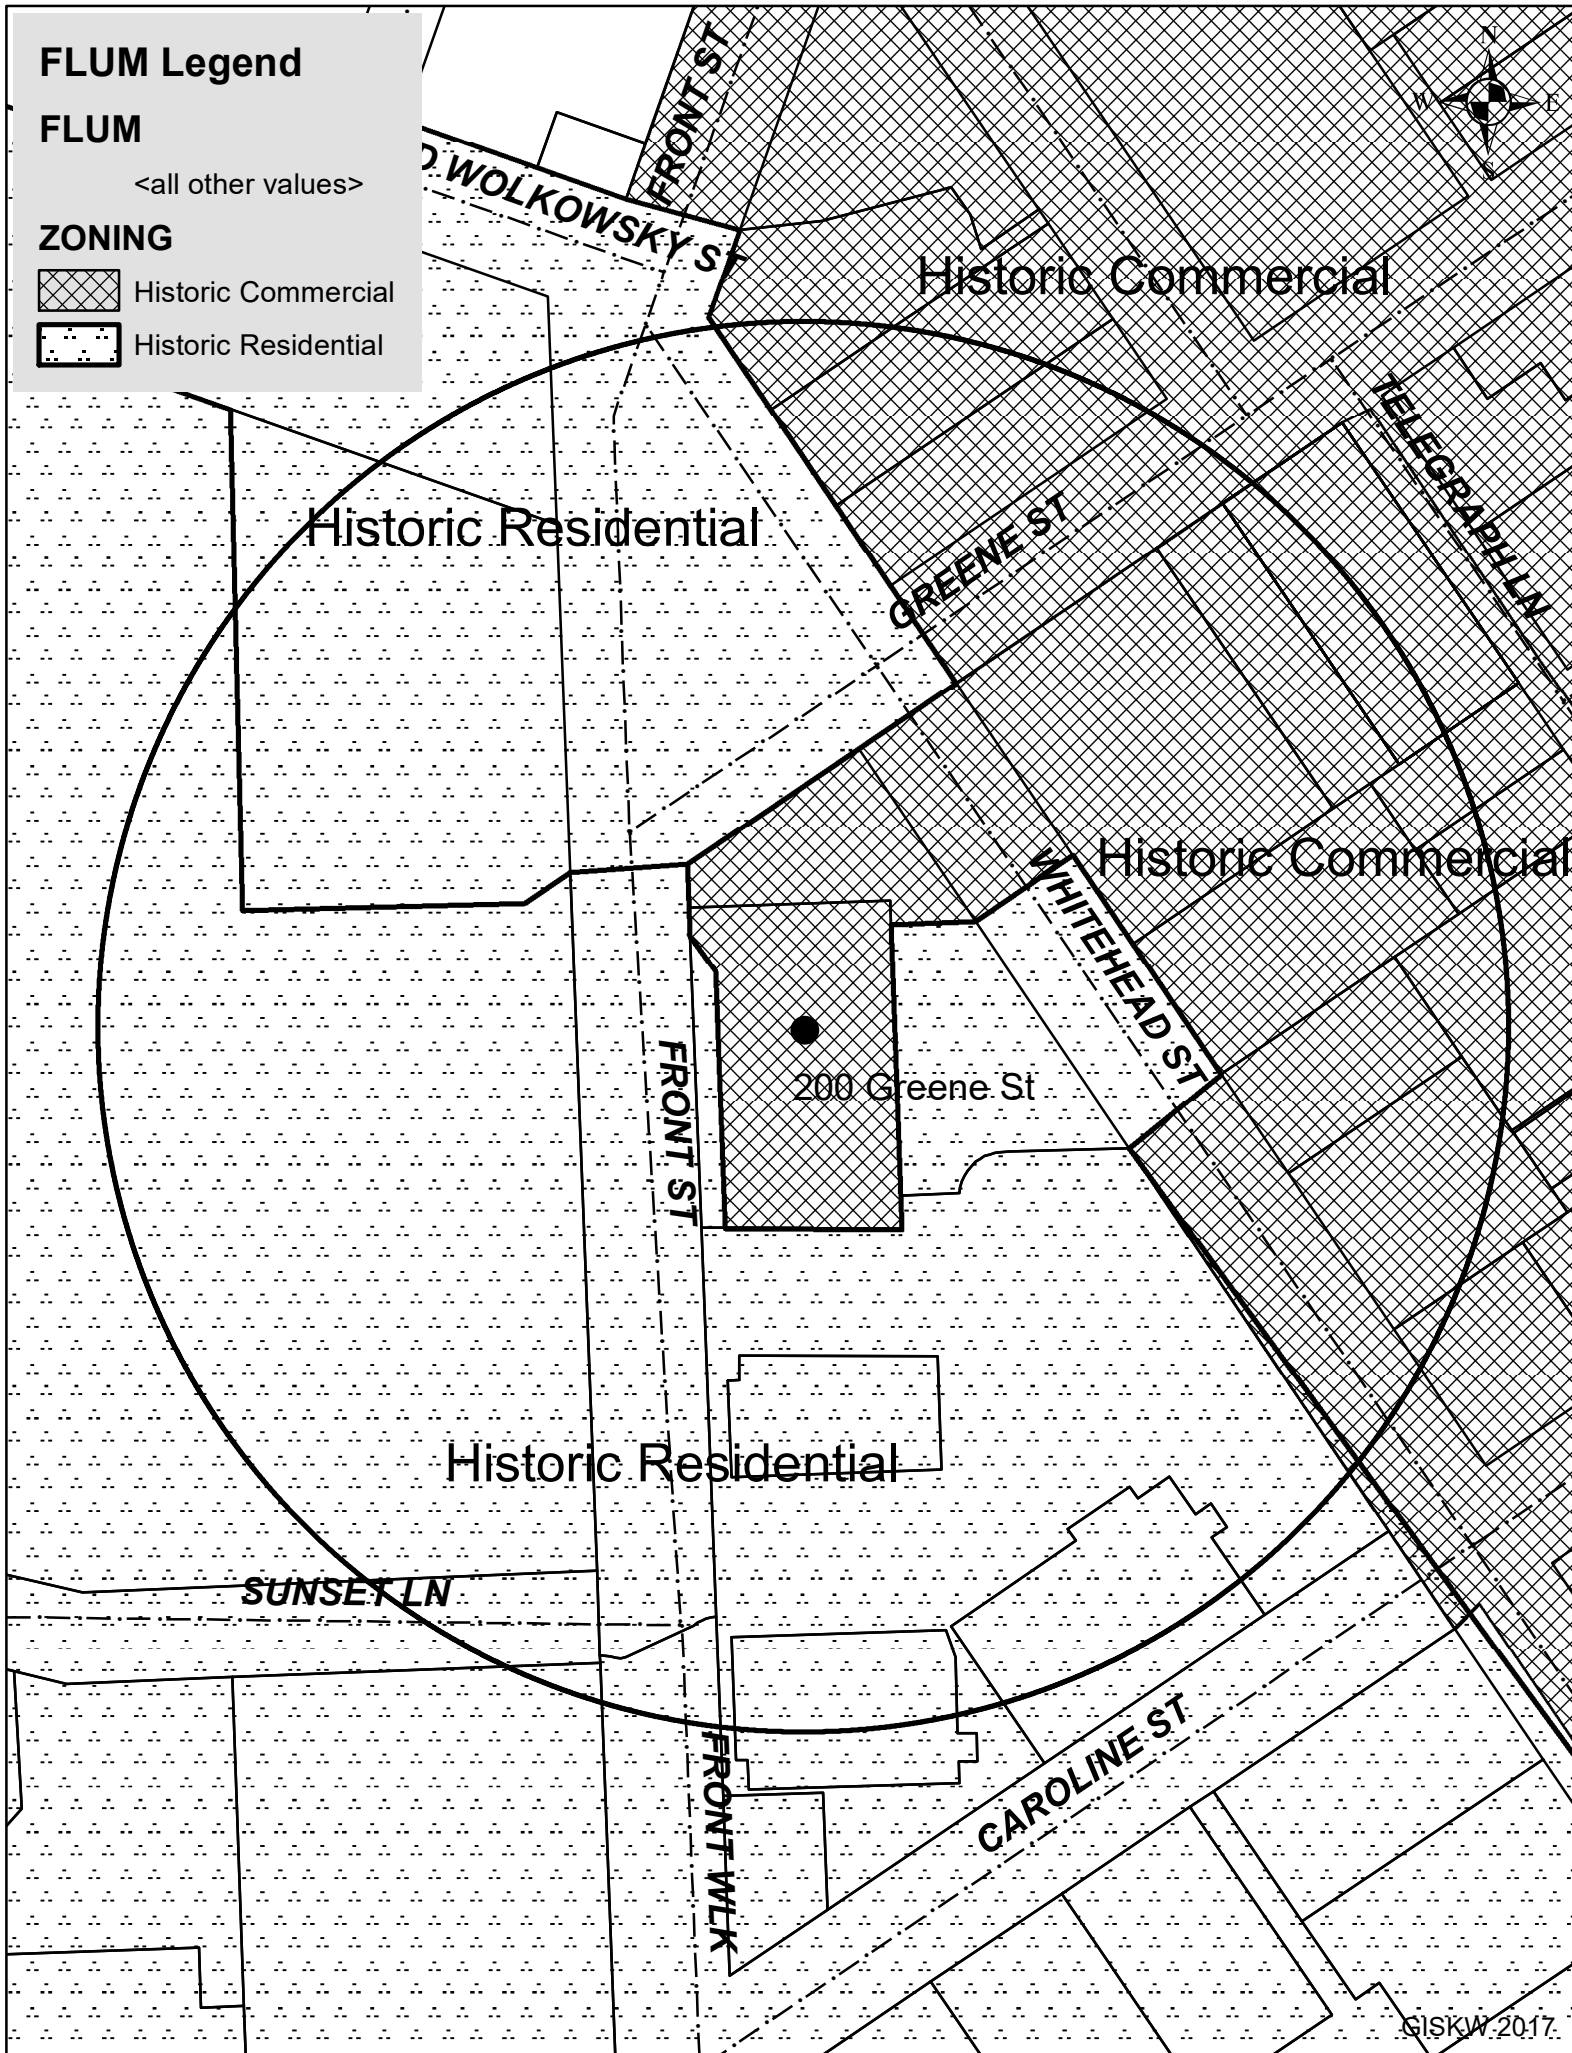 FLUM Legend
FLUM
<all other values>
ZONING
Historic Commercial
Historic Residential
N
W
E
S
FRONT ST
D WOLKOWSKY ST
Historic Commercial
TELEGRAPH LN
Historic Residential
GREENE ST
Historic Commercial
WHITEHEAD ST
FRONT ST
200 Greene St
Historic Residential
SUNSET LN
CAROLINE ST
FRONT WLK
GISKW 2017